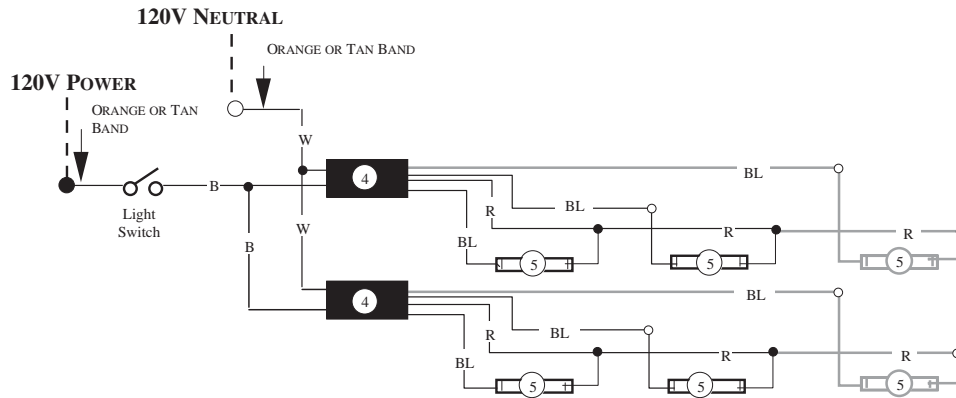 120V NEUTRAL
ORANGE OR TAN BAND
120V POWER
ORANGE OR TAN
BAND
W
4
BL
B
R
BL
R
R
Light
Switch
W
BL
B
5
5
5
4
BL
R
BL
R
R
BL
5
5
5